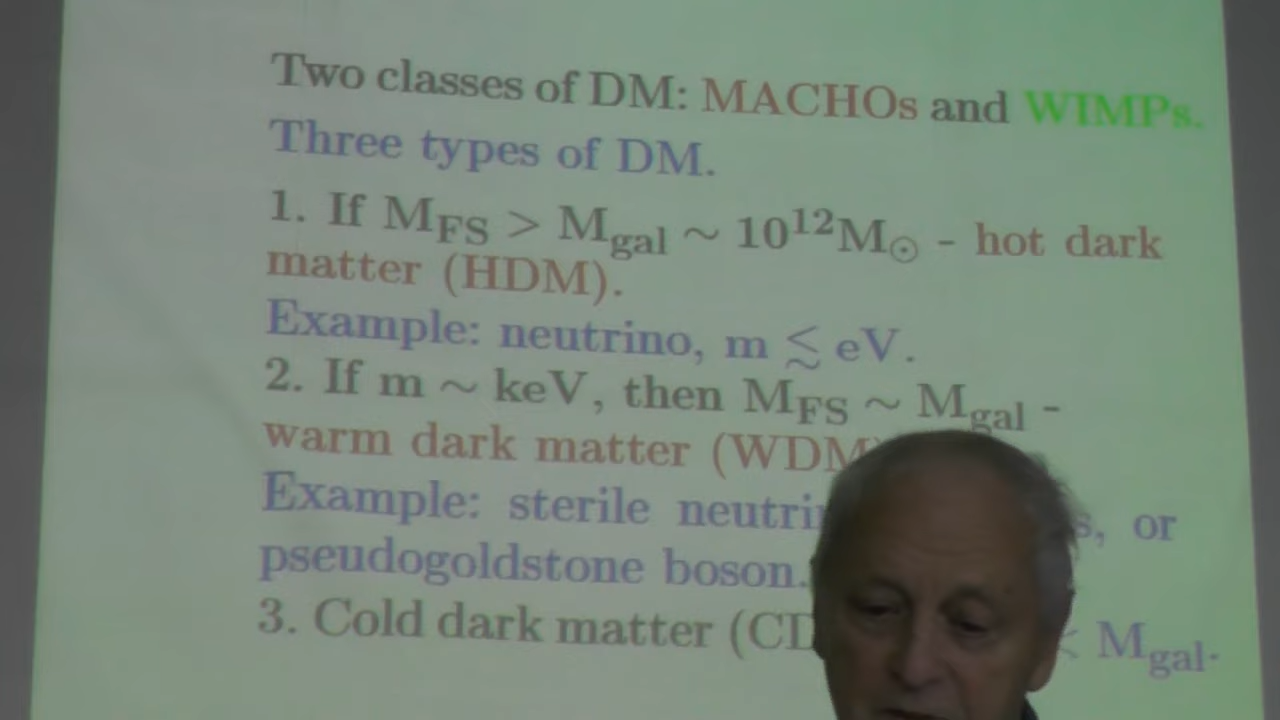 Two classes of DM: MACHOs and WIMPs.
Three types of DM.
1. If M_FS > M_gal ~ 10^12 M_⊙ - hot dark
matter (HDM).
Example: neutrino, m ≲ eV.
2. If m ~ keV, then M_FS ~ M_gal -
warm dark matter (WDM
Example: sterile or
pseudogoldstone boson.
3. Cold dark matter M_gal.